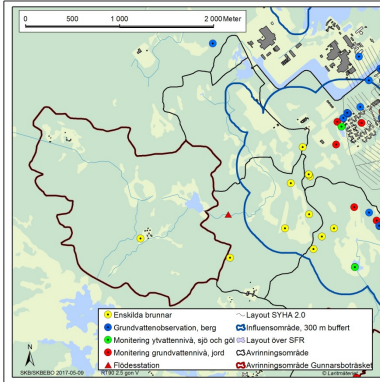 0 500 1 000 2 000 Meter
Enskilda brunnar
Grundvattenobservation, berg
Monitering ytvattennivå, sjö och göl
Monitering grundvattennivå, jord
Flödesstation
Layout SYHA 2.0
Influensområde, 300 m buffert
Layout över SFR
Avrinningsområde
Avrinningsområde Gunnarsboträsket
N
SKB/SKBEBO 2017-05-09
RT90 2.5 gon V
© Lantmäteriet